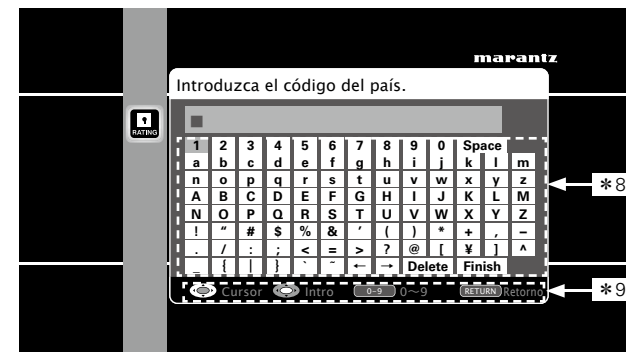 marantz
Introduzca el código del país.
RATING
1 2 3 4 5 6 7 8 9 0 Space
a b c d e f g h i j k l m
n o p q r s t u v w x y z
A B C D E F G H I J K L M
N O P Q R S T U V W X Y Z
! “ # $ % & ’ ( ) * + , –
. / : ; < = > ? @ [ ¥ ] ^
_ { | } ` ~ ← → Delete Finish
Cursor Intro 0-9 0~9 RETURN Retorno
*8
*9